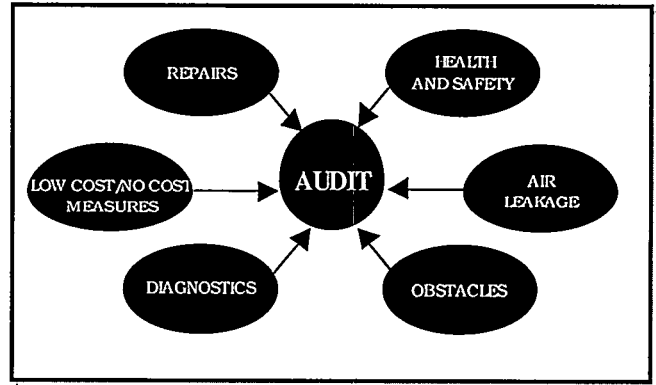 REPAIRS
HEALTH
AND SAFETY
AUDIT
LOW COST/NO COST
MEASURES
AIR
LEAKAGE
DIAGNOSTICS
OBSTACLES